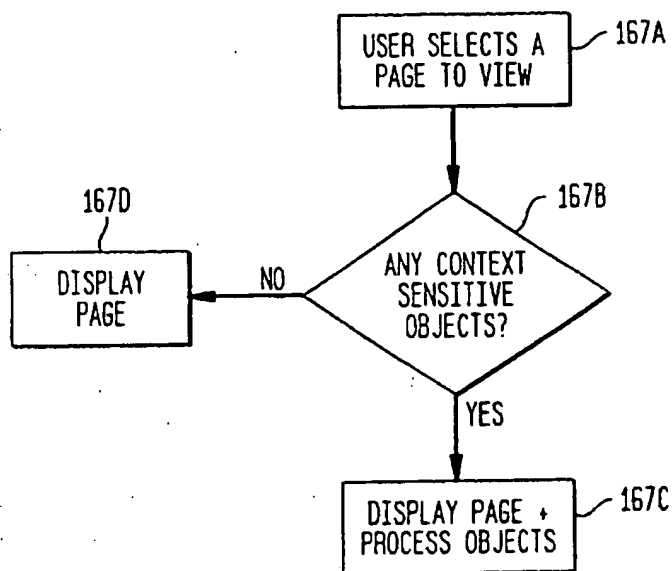 USER SELECTS A
PAGE TO VIEW
167A
167B
ANY CONTEXT
SENSITIVE
OBJECTS?
NO
167D
DISPLAY
PAGE
YES
DISPLAY PAGE +
PROCESS OBJECTS
167C